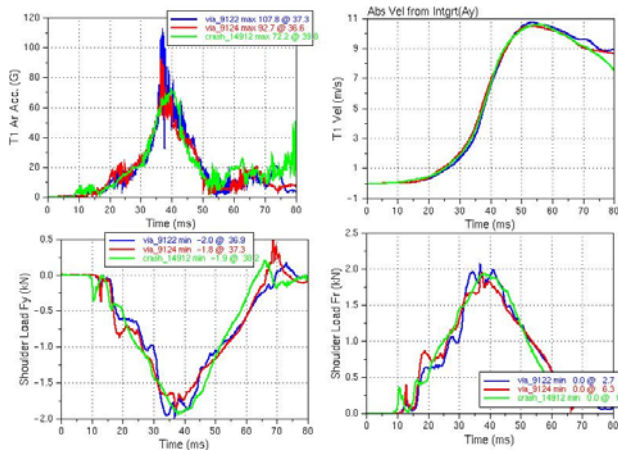 via_9122 max 107.8 @ 37.3
via_9124 max 92.7 @ 36.6
crash_14912 max 72.2 @ 39.8
T1 Ar Acc. (G)
120
100
80
60
40
20
0
0 10 20 30 40 50 60 70 80
Time (ms)
Abs Vel from Intgrt(Ay)
T1 Vel (m/s)
11
9
7
5
3
1
-1
0 10 20 30 40 50 60 70 80
Time (ms)
via_9122 min -2.0 @ 36.9
via_9124 min -1.8 @ 37.3
crash_14912 min -1.9 @ 38.2
Shoulder Load Fy (kN)
0.5
0.0
-0.5
-1.0
-1.5
-2.0
0 10 20 30 40 50 60 70 80
Time (ms)
Shoulder Load Fr (kN)
2.5
2.0
1.5
1.0
0.5
0.0
0 10 20 30 40 50 60 70 80
Time (ms)
via_9122 min 0.0 @ 2.7
via_9124 min 0.0 @ 6.3
crash_14912 min 0.0 @